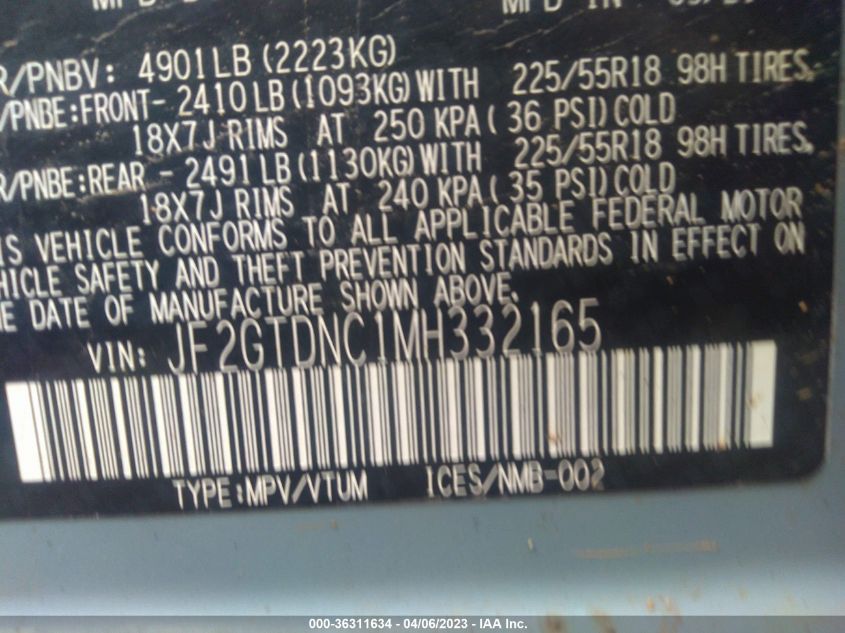 4901LB (2223KG)
/PNBV:
/PNBE:FRONT- 2410 LB (1093KG) WITH 225/55R18 98H TIRES,
18X7J RIMS AT 250 KPA ( 36 PSI) COLD
R/PNBE:REAR - 2491 LB (1130KG) WITH 225/55R18 98H TIRES,
18X7J RIMS AT 240 KPA ( 35 PSI) COLD
IS VEHICLE CONFORMS TO ALL APPLICABLE FEDERAL MOTOR
HICLE SAFETY AND THEFT PREVENTION STANDARDS IN EFFECT ON
E DATE OF MANUFACTURE SHOWN ABOVE.
VIN: JF2GTDNC1MH332165
TYPE:MPV/VTUM ICES/NMB-002
000-36311634 - 04/06/2023 - IAA Inc.